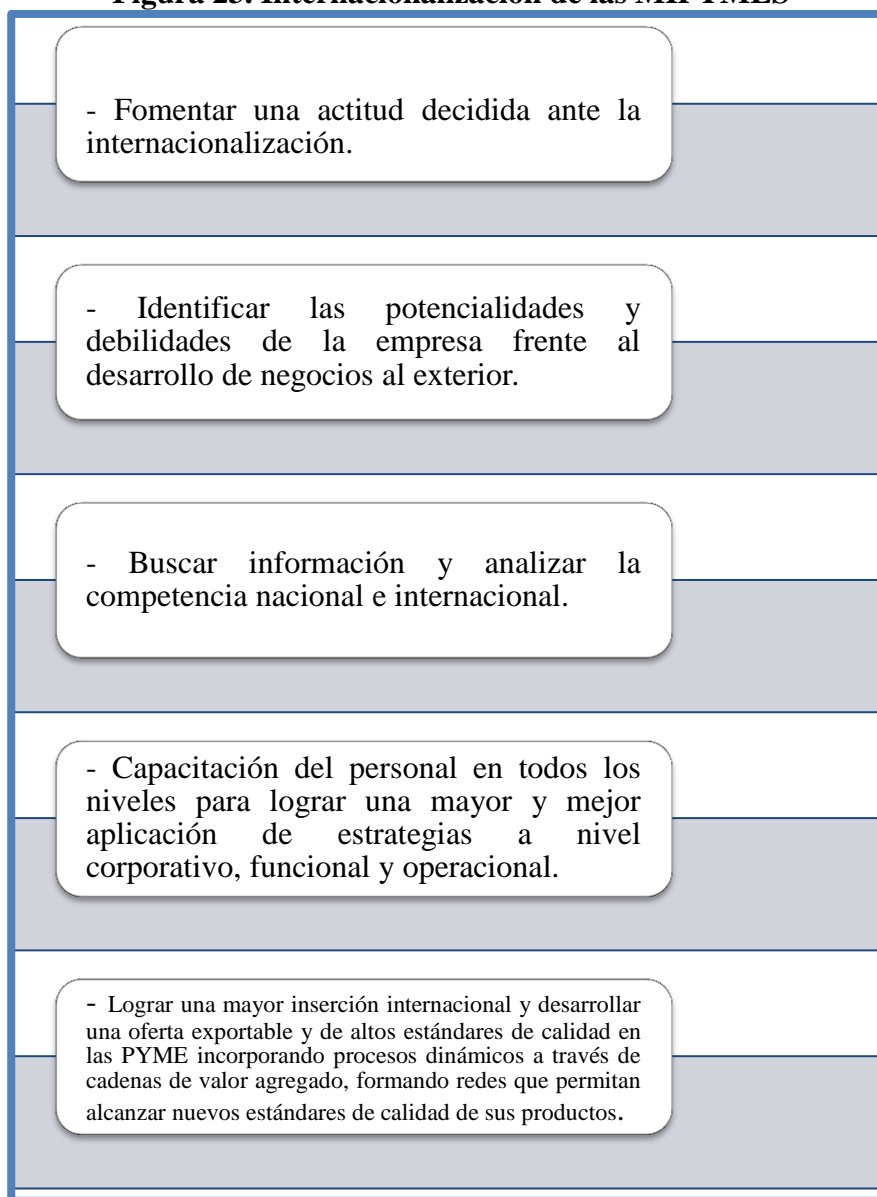 Figura 25. Internacionalización de las MIPYMES
- Fomentar una actitud decidida ante la
internacionalización.
- Identificar las potencialidades y
debilidades de la empresa frente al
desarrollo de negocios al exterior.
- Buscar información y analizar la
competencia nacional e internacional.
- Capacitación del personal en todos los
niveles para lograr una mayor y mejor
aplicación de estrategias a nivel
corporativo, funcional y operacional.
- Lograr una mayor inserción internacional y desarrollar
una oferta exportable y de altos estándares de calidad en
las PYME incorporando procesos dinámicos a través de
cadenas de valor agregado, formando redes que permitan
alcanzar nuevos estándares de calidad de sus productos.